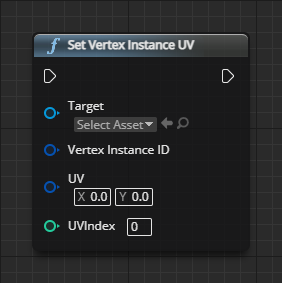 Set Vertex Instance UV
Target
Select Asset
Vertex Instance ID
UV
X 0.0 Y 0.0
UVIndex 0